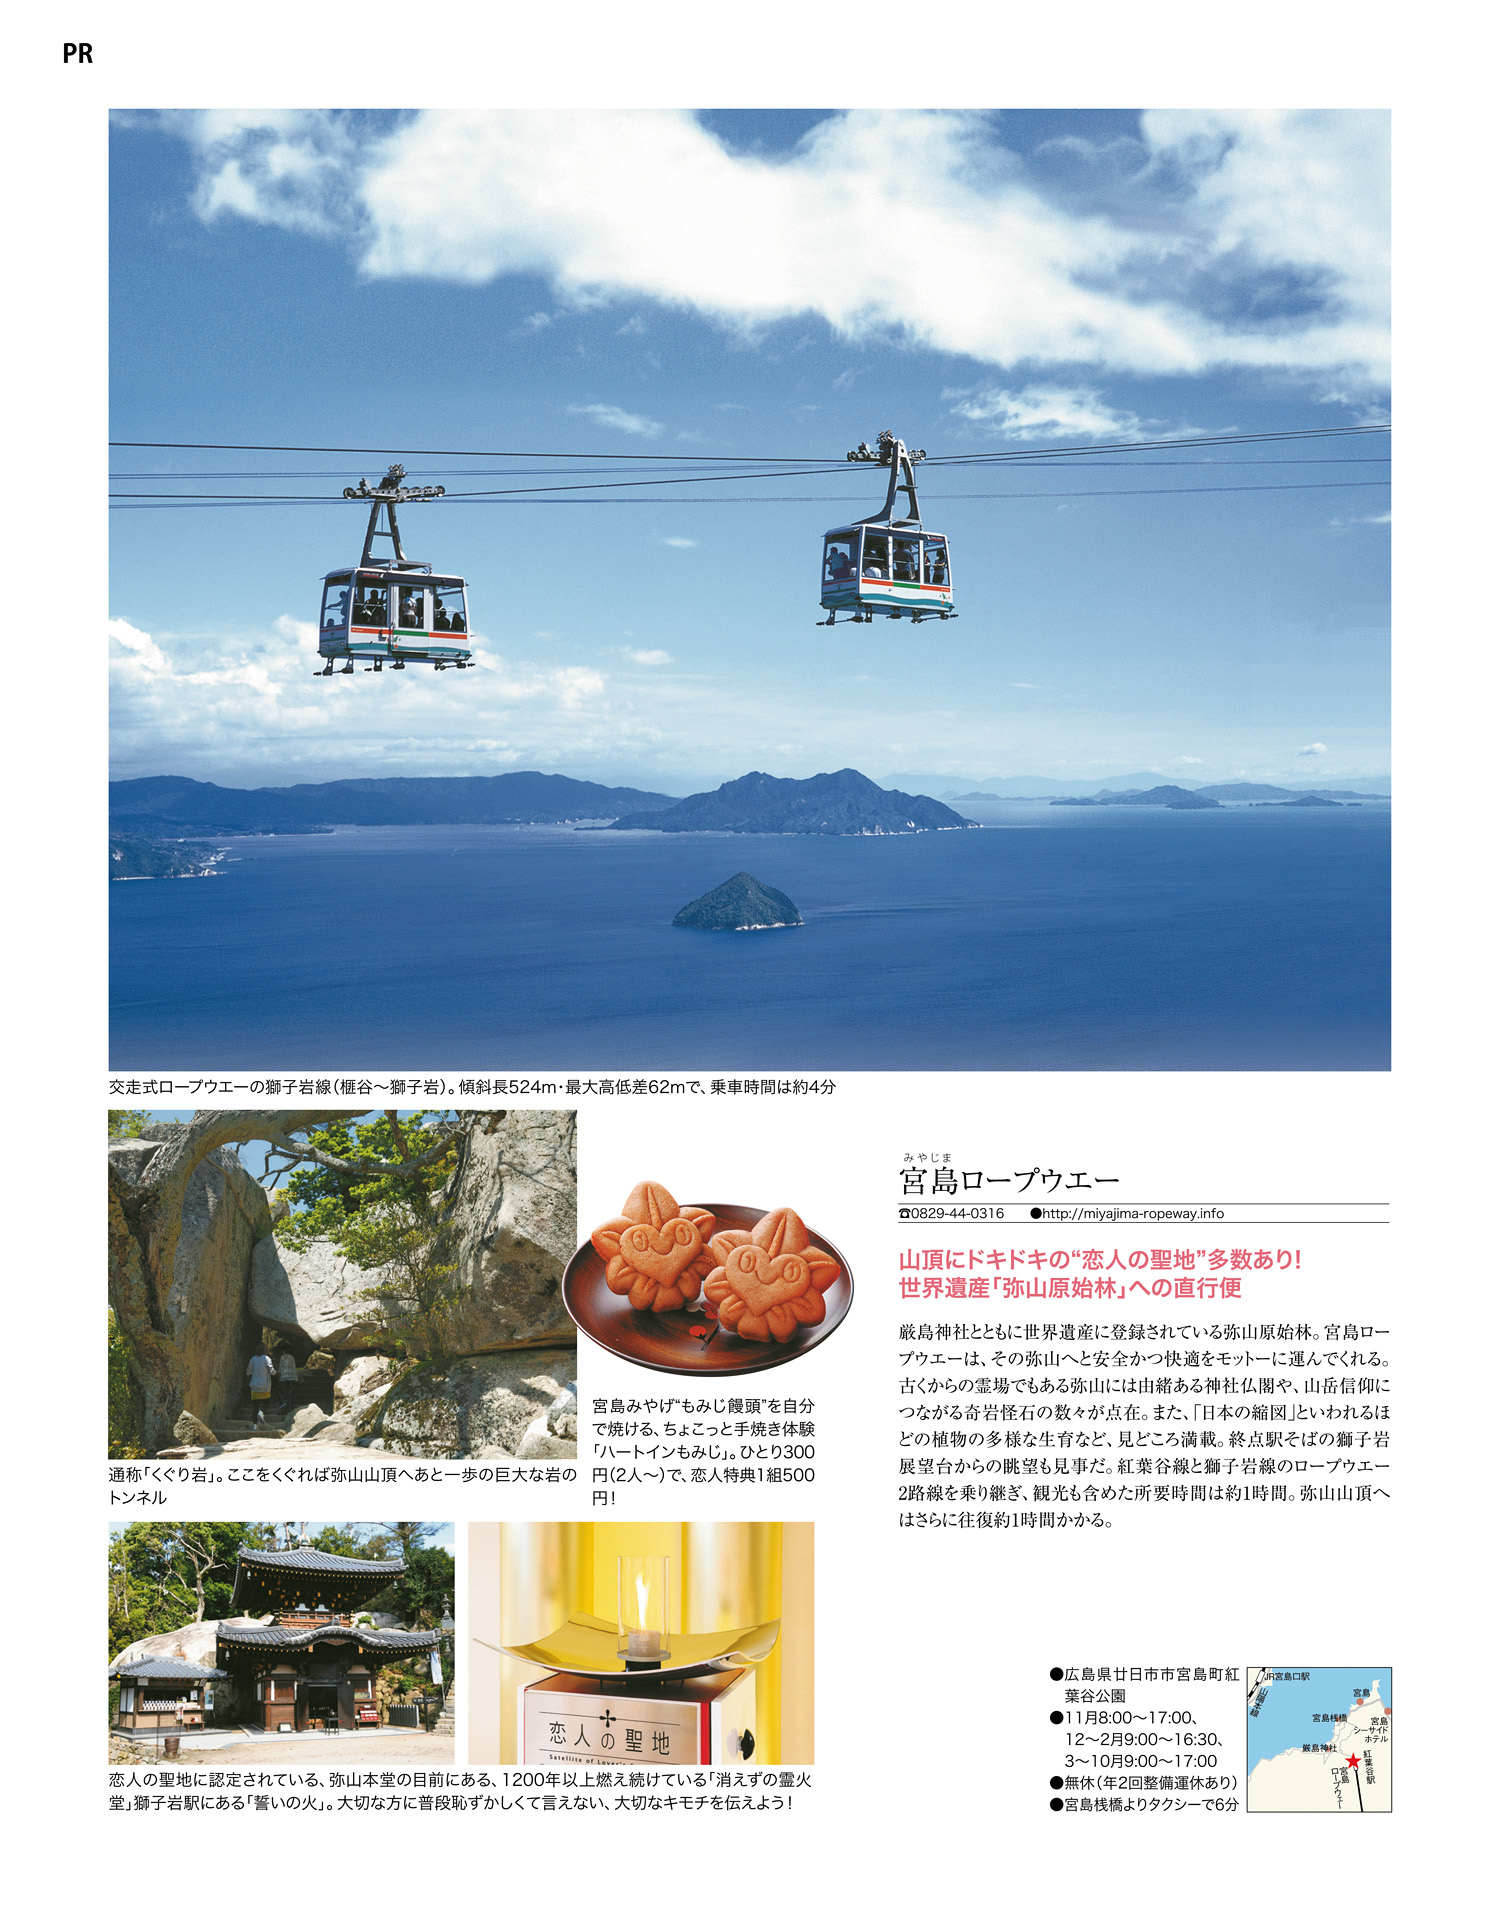 PR
交走式ロープウエーの獅子岩線（榧谷〜獅子岩）。傾斜長524m・最大高低差62mで、乗車時間は約4分
通称「くぐり岩」。ここをくぐれば弥山山頂へあと一歩の巨大な岩の
トンネル
宮島みやげ“もみじ饅頭”を自分
で焼ける、ちょこっと手焼き体験
「ハートインもみじ」。ひとり300
円（2人〜）で、恋人特典1組500
円！
恋人の聖地
Satellite of Lover's
恋人の聖地に認定されている、弥山本堂の目前にある、1200年以上燃え続けている「消えずの霊火
堂」獅子岩駅にある「誓いの火」。大切な方に普段恥ずかしくて言えない、大切なキモチを伝えよう！
みやじま
宮島ロープウエー
☎0829-44-0316 ●http://miyajima-ropeway.info
山頂にドキドキの“恋人の聖地”多数あり！
世界遺産「弥山原始林」への直行便
厳島神社とともに世界遺産に登録されている弥山原始林。宮島ロー
プウエーは、その弥山へと安全かつ快適をモットーに運んでくれる。
古くからの霊場でもある弥山には由緒ある神社仏閣や、山岳信仰に
つながる奇岩怪石の数々が点在。また、「日本の縮図」といわれるほ
どの植物の多様な生育など、見どころ満載。終点駅そばの獅子岩
展望台からの眺望も見事だ。紅葉谷線と獅子岩線のロープウエー
2路線を乗り継ぎ、観光も含めた所要時間は約1時間。弥山山頂へ
はさらに往復約1時間かかる。
●広島県廿日市市宮島町紅
葉谷公園
●11月8:00〜17:00、
12〜2月9:00〜16:30、
3〜10月9:00〜17:00
●無休（年2回整備運休あり）
●宮島桟橋よりタクシーで6分
JR宮島口駅
山陽本線
宮島
宮島桟橋
宮島
シーサイド
ホテル
厳島神社
紅葉谷駅
宮島
ロープウエー